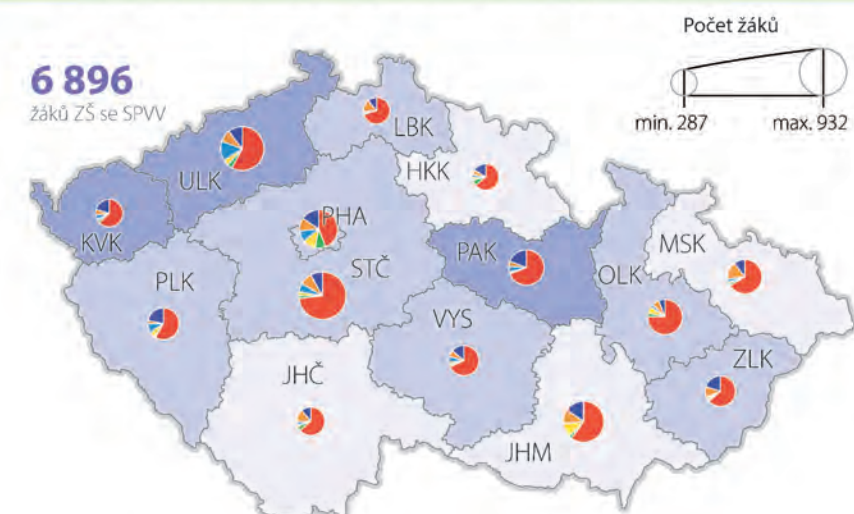 Počet žáků
6 896
žáků ZŠ se SPVV
min. 287
max. 932
LBK
ULK
HKK
PHA
KVK
PAK
MSK
STČ
OLK
PLK
VYS
ZLK
JHČ
JHM